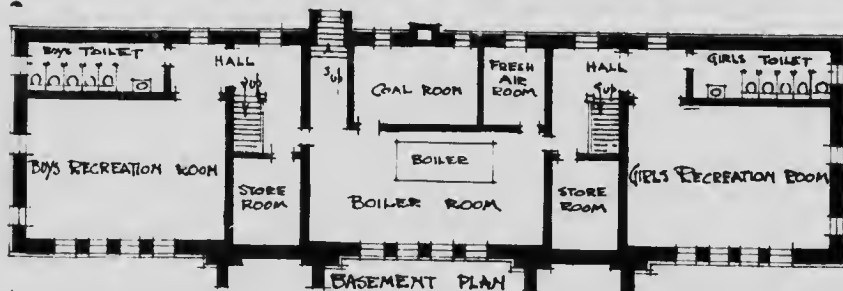 BOYS TOILET
HALL
UP
UP
COAL ROOM
FRESH
AIR
ROOM
HALL
UP
GIRLS TOILET
BOYS RECREATION ROOM
STORE
ROOM
BOILER
BOILER ROOM
STORE
ROOM
GIRLS RECREATION ROOM
BASEMENT PLAN